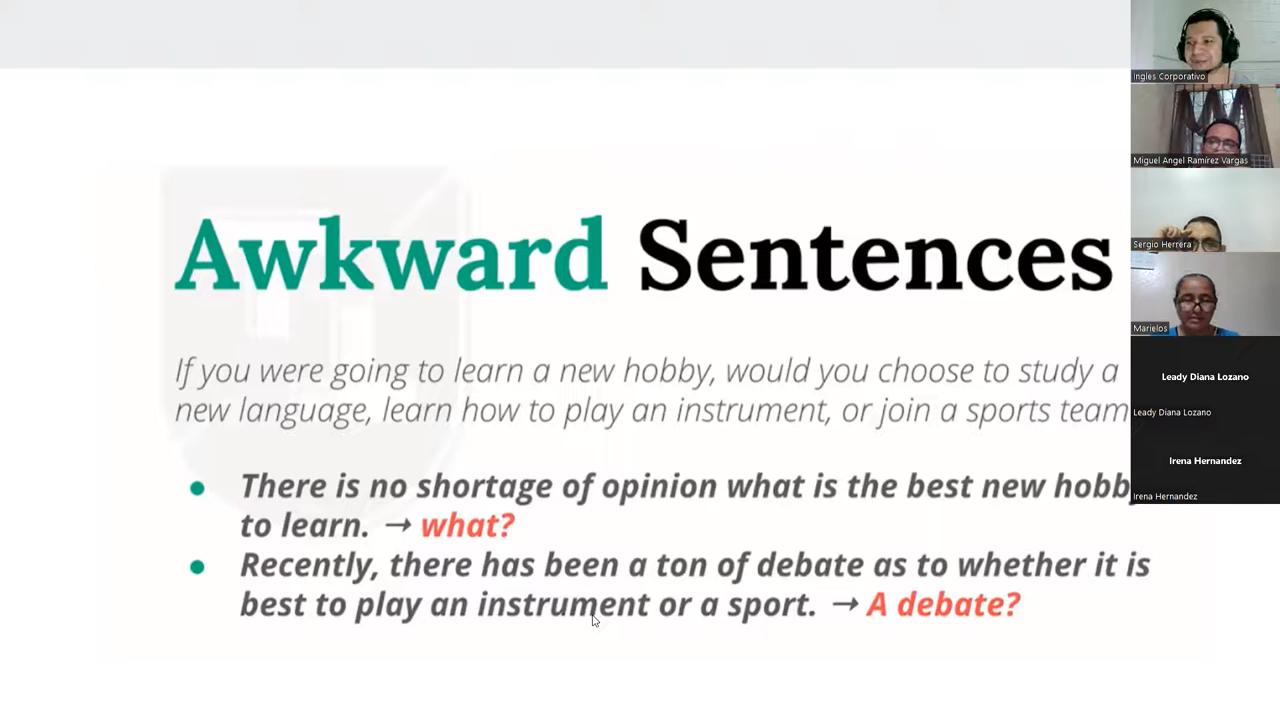 Awkward Sentences
If you were going to learn a new hobby, would you choose to study a
new language, learn how to play an instrument, or join a sports team
There is no shortage of opinion what is the best new hobby
to learn. → what?
Recently, there has been a ton of debate as to whether it is
best to play an instrument or a sport. → A debate?
Ingles Corporativo
Miguel Angel Ramírez Vargas
Sergio Herrera
Marielos
Leady Diana Lozano
Leady Diana Lozano
Irena Hernandez
Irena Hernandez